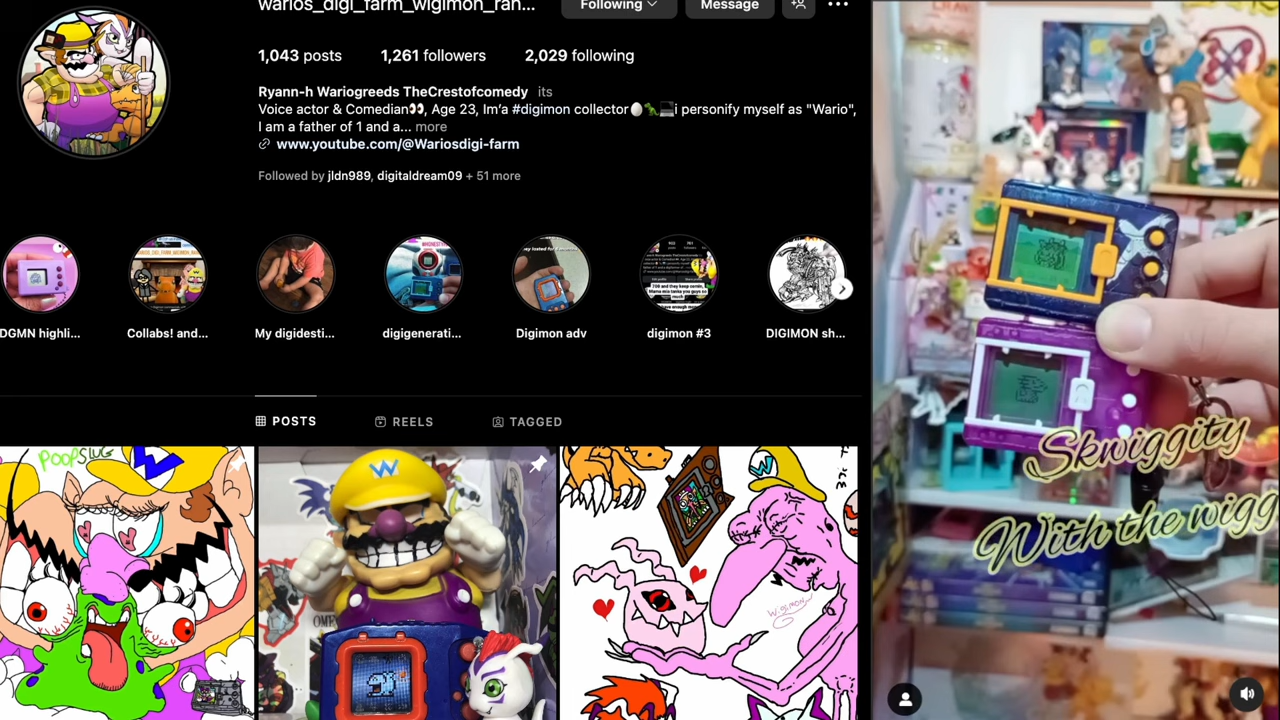 warios_digi_farm_wigimon_ran...
Following
Message
1,043 posts
1,261 followers
2,029 following
Ryann-h Wariogreeds TheCrestofcomedy its
Voice actor & Comedian👀, Age 23, Im’a #digimon collector🥚🦖💻i personify myself as "Wario",
I am a father of 1 and a... more
www.youtube.com/@Wariosdigi-farm
Followed by jldn989, digitaldream09 + 51 more
DGMN highli...
Collabs! and...
My digidesti...
digigenerati...
Digimon adv
digimon #3
DIGIMON sh...
POSTS
REELS
TAGGED
POOPSLUG
W
W
W
WIGIMON
Skwiggity
With the wigg